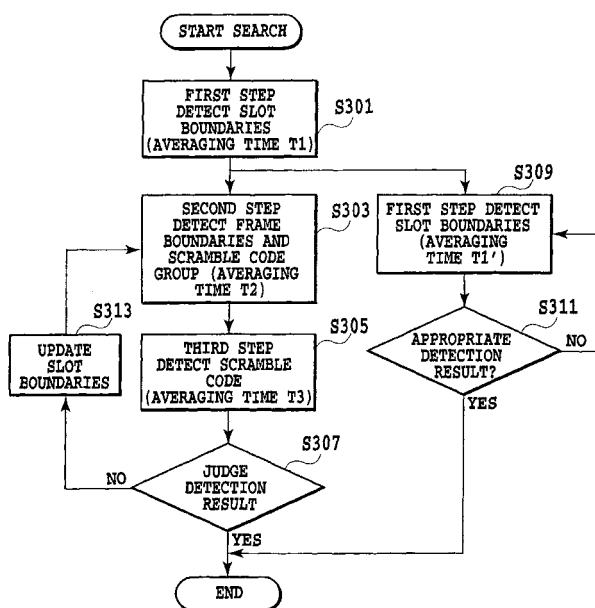 START SEARCH
FIRST STEP
DETECT SLOT
BOUNDARIES
(AVERAGING TIME T1)
S301
SECOND STEP
DETECT FRAME
BOUNDARIES AND
SCRAMBLE CODE
GROUP (AVERAGING
TIME T2)
S303
S309
FIRST STEP DETECT
SLOT BOUNDARIES
(AVERAGING
TIME T1')
S313
UPDATE
SLOT
BOUNDARIES
S305
THIRD STEP
DETECT SCRAMBLE
CODE
(AVERAGING TIME T3)
S311
APPROPRIATE
DETECTION
RESULT?
NO
YES
S307
NO
JUDGE
DETECTION
RESULT
YES
END